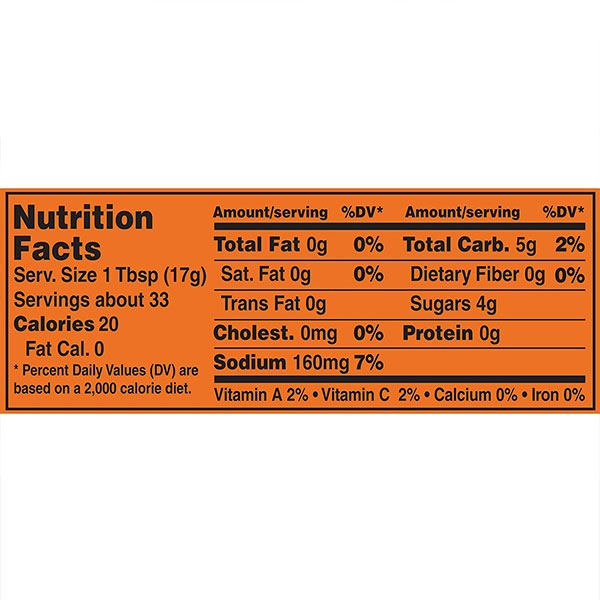 Nutrition
Facts
Serv. Size 1 Tbsp (17g)
Servings about 33
Calories 20
Fat Cal. 0
* Percent Daily Values (DV) are
based on a 2,000 calorie diet.
Amount/serving %DV* Amount/serving %DV*
Total Fat 0g 0% Total Carb. 5g 2%
Sat. Fat 0g 0% Dietary Fiber 0g 0%
Trans Fat 0g Sugars 4g
Cholest. 0mg 0% Protein 0g
Sodium 160mg 7%
Vitamin A 2% • Vitamin C 2% • Calcium 0% • Iron 0%